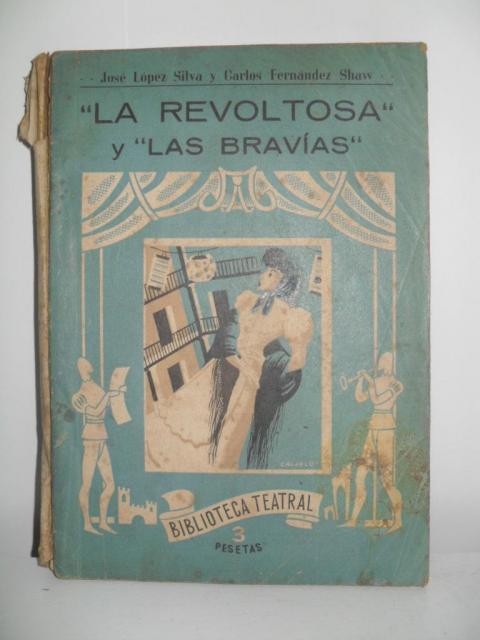 José López Silva y Carlos Fernández Shaw
"LA REVOLTOSA"
y "LAS BRAVÍAS"
BIBLIOTECA TEATRAL
3
PESETAS